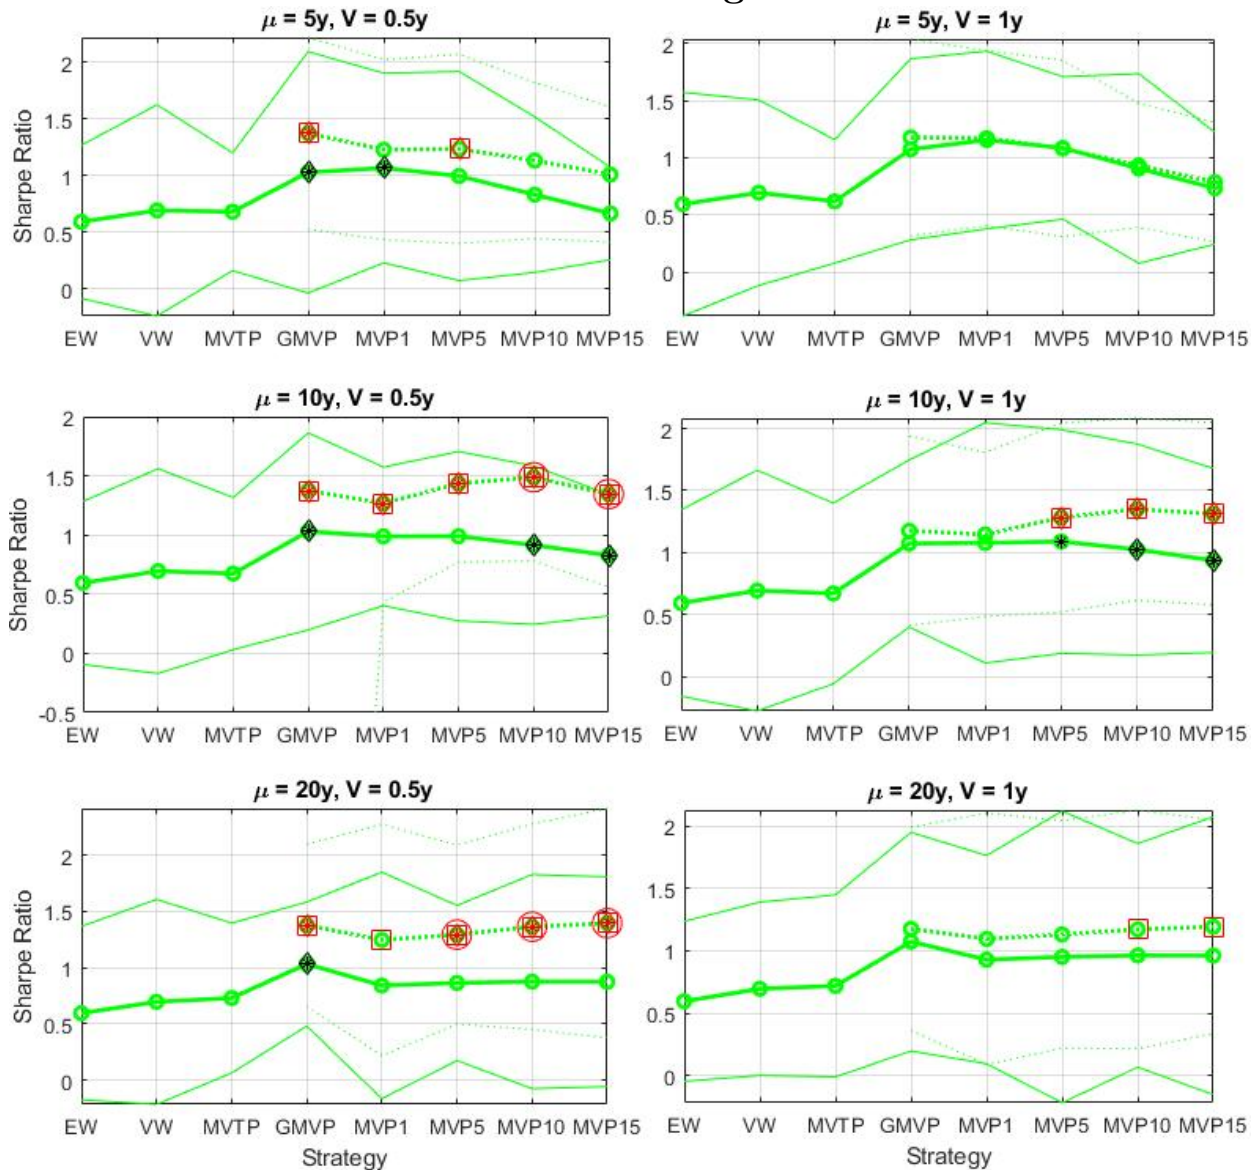 g
μ = 5y, V = 0.5y
2
1.5
1
0.5
0
Sharpe Ratio
EW VW MVTP GMVP MVP1 MVP5 MVP10 MVP15
μ = 5y, V = 1y
2
1.5
1
0.5
0
EW VW MVTP GMVP MVP1 MVP5 MVP10 MVP15
μ = 10y, V = 0.5y
2
1.5
1
0.5
0
-0.5
Sharpe Ratio
EW VW MVTP GMVP MVP1 MVP5 MVP10 MVP15
μ = 10y, V = 1y
2
1.5
1
0.5
0
EW VW MVTP GMVP MVP1 MVP5 MVP10 MVP15
μ = 20y, V = 0.5y
2
1.5
1
0.5
0
Sharpe Ratio
EW VW MVTP GMVP MVP1 MVP5 MVP10 MVP15
Strategy
μ = 20y, V = 1y
2
1.5
1
0.5
0
EW VW MVTP GMVP MVP1 MVP5 MVP10 MVP15
Strategy